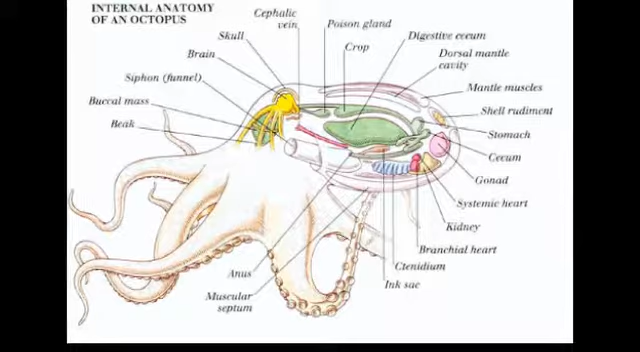 INTERNAL ANATOMY
OF AN OCTOPUS
Cephalic
vein
Poison gland
Skull
Crop
Digestive cecum
Brain
Dorsal mantle
cavity
Siphon (funnel)
Mantle muscles
Buccal mass
Shell rudiment
Beak
Stomach
Cecum
Gonad
Systemic heart
Kidney
Branchial heart
Ctenidium
Anus
Ink sac
Muscular
septum